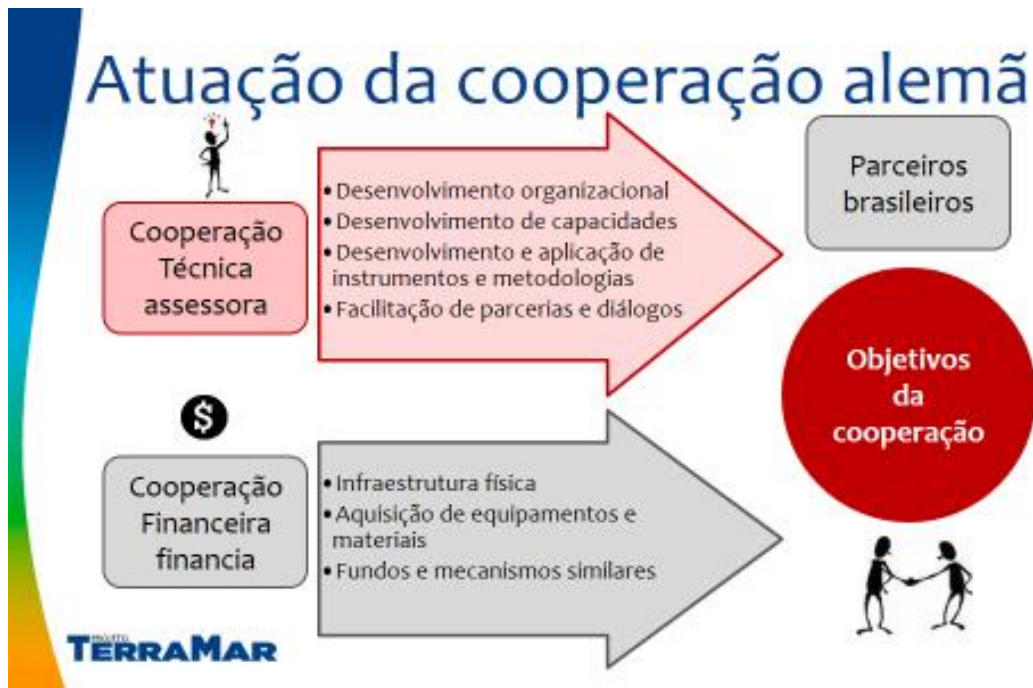 Atuação da cooperação alemã
Cooperação
Técnica
assessora
• Desenvolvimento organizacional
• Desenvolvimento de capacidades
• Desenvolvimento e aplicação de
instrumentos e metodologias
• Facilitação de parcerias e diálogos
Parceiros
brasileiros
Objetivos
da
cooperação
$
Cooperação
Financeira
financia
• Infraestrutura física
• Aquisição de equipamentos e
materiais
• Fundos e mecanismos similares
PROJETO
TERRAMAR